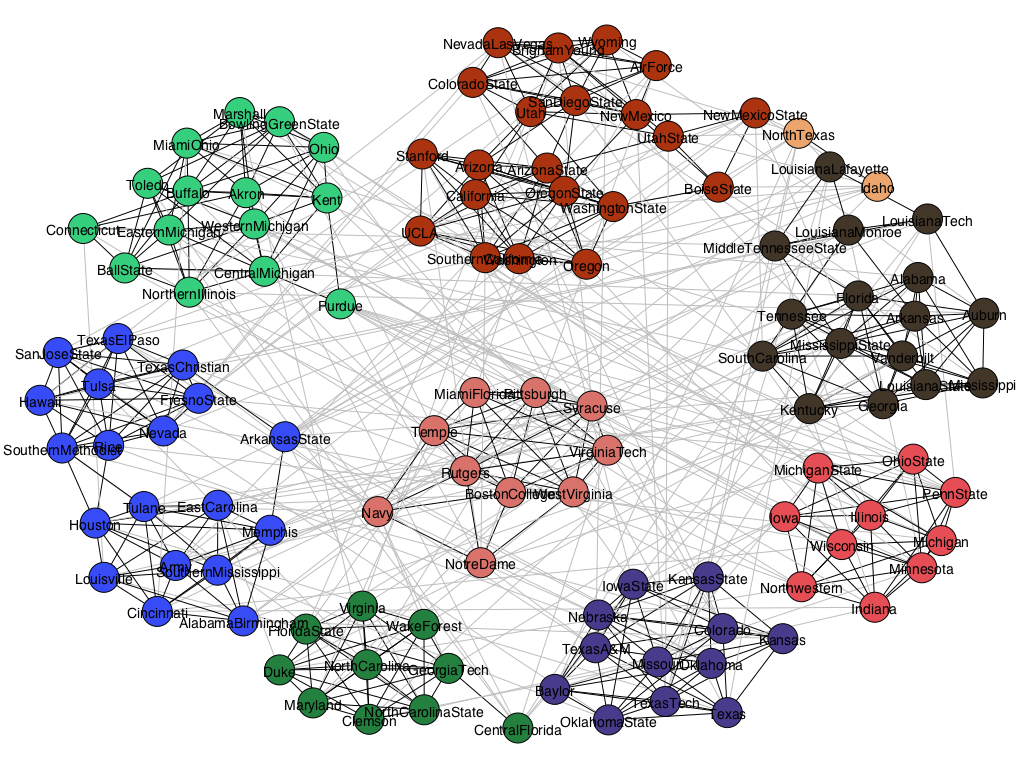 NevadaLasVegas
BrighamYoung
Wyoming
AirForce
ColoradoState
SanDiegoState
Utah
NewMexico
UtahState
NewMexicoState
BoiseState
Stanford
Arizona
ArizonaState
California
OregonState
WashingtonState
UCLA
SouthernCalifornia
Washington
Oregon
Marshall
BowlingGreenState
MiamiOhio
Ohio
Toledo
Buffalo
Akron
Kent
Connecticut
EasternMichigan
WesternMichigan
BallState
CentralMichigan
NorthernIllinois
Purdue
NorthTexas
LouisianaLafayette
Idaho
LouisianaTech
LouisianaMonroe
MiddleTennesseeState
Alabama
Florida
Tennessee
Arkansas
Auburn
MississippiState
SouthCarolina
Vanderbilt
LouisianaState
Mississippi
Kentucky
Georgia
TexasElPaso
SanJoseState
TexasChristian
Tulsa
Hawaii
FresnoState
Nevada
SouthernMethodist
Rice
ArkansasState
Tulane
EastCarolina
Houston
Memphis
Army
SouthernMississippi
Louisville
Cincinnati
AlabamaBirmingham
MiamiFlorida
Pittsburgh
Syracuse
Temple
VirginiaTech
Rutgers
BostonCollege
WestVirginia
Navy
NotreDame
OhioState
MichiganState
PennState
Iowa
Illinois
Wisconsin
Michigan
Minnesota
Northwestern
Indiana
Virginia
FloridaState
WakeForest
NorthCarolina
Duke
GeorgiaTech
Maryland
Clemson
NorthCarolinaState
CentralFlorida
IowaState
KansasState
Nebraska
Colorado
Kansas
TexasA&M
Missouri
Oklahoma
Baylor
TexasTech
OklahomaState
Texas